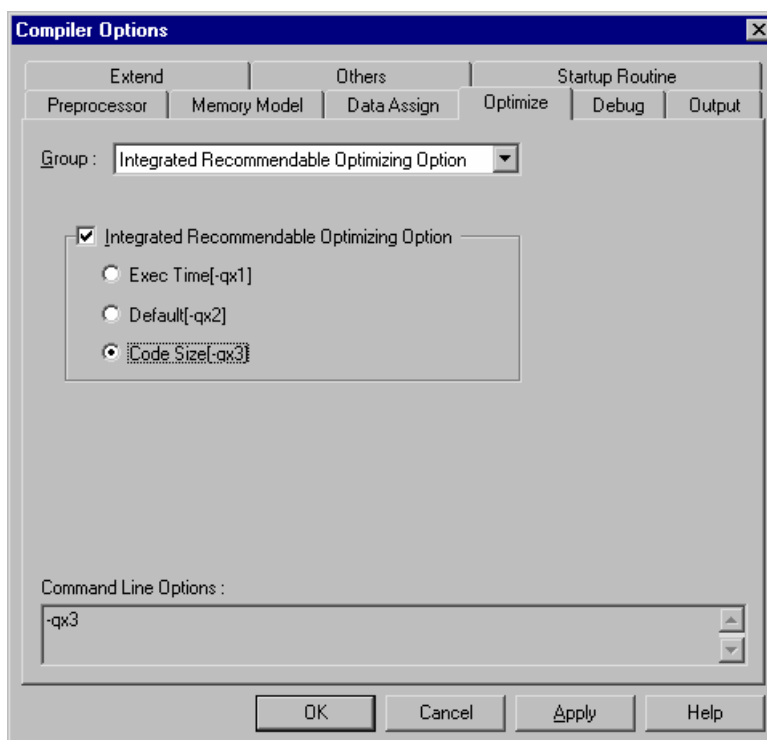 Compiler Options
Extend Others Startup Routine
Preprocessor Memory Model Data Assign Optimize Debug Output
Group : Integrated Recommendable Optimizing Option
Integrated Recommendable Optimizing Option
Exec Time[-qx1]
Default[-qx2]
Code Size[-qx3]
Command Line Options :
-qx3
OK Cancel Apply Help